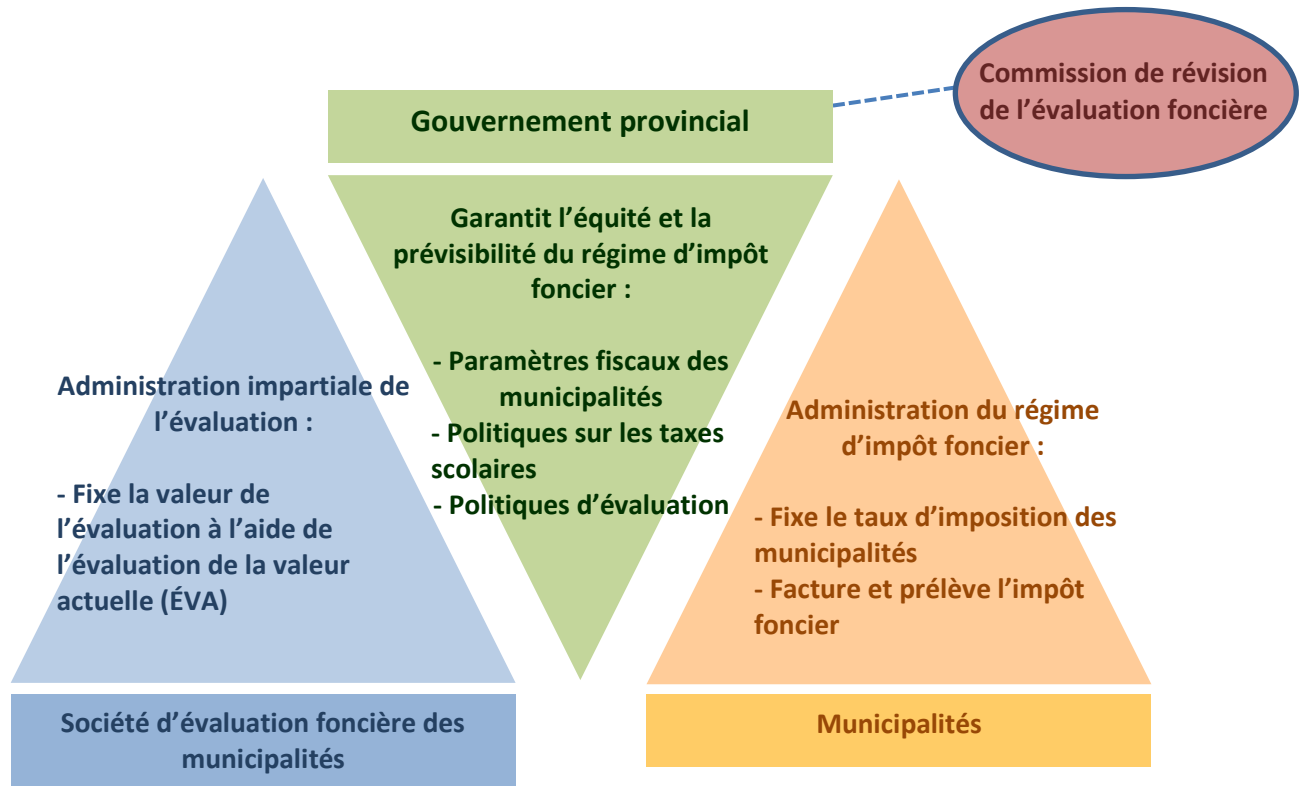 Commission de révision
de l'évaluation foncière
Gouvernement provincial
Garantit l'équité et la
prévisibilité du régime d'impôt
foncier :
- Paramètres fiscaux des
municipalités
- Politiques sur les taxes
scolaires
- Politiques d'évaluation
Administration impartiale de
l'évaluation :
- Fixe la valeur de
l'évaluation à l'aide de
l'évaluation de la valeur
actuelle (ÉVA)
Administration du régime
d'impôt foncier :
- Fixe le taux d'imposition des
municipalités
- Facture et prélève l'impôt
foncier
Société d'évaluation foncière des
municipalités
Municipalités